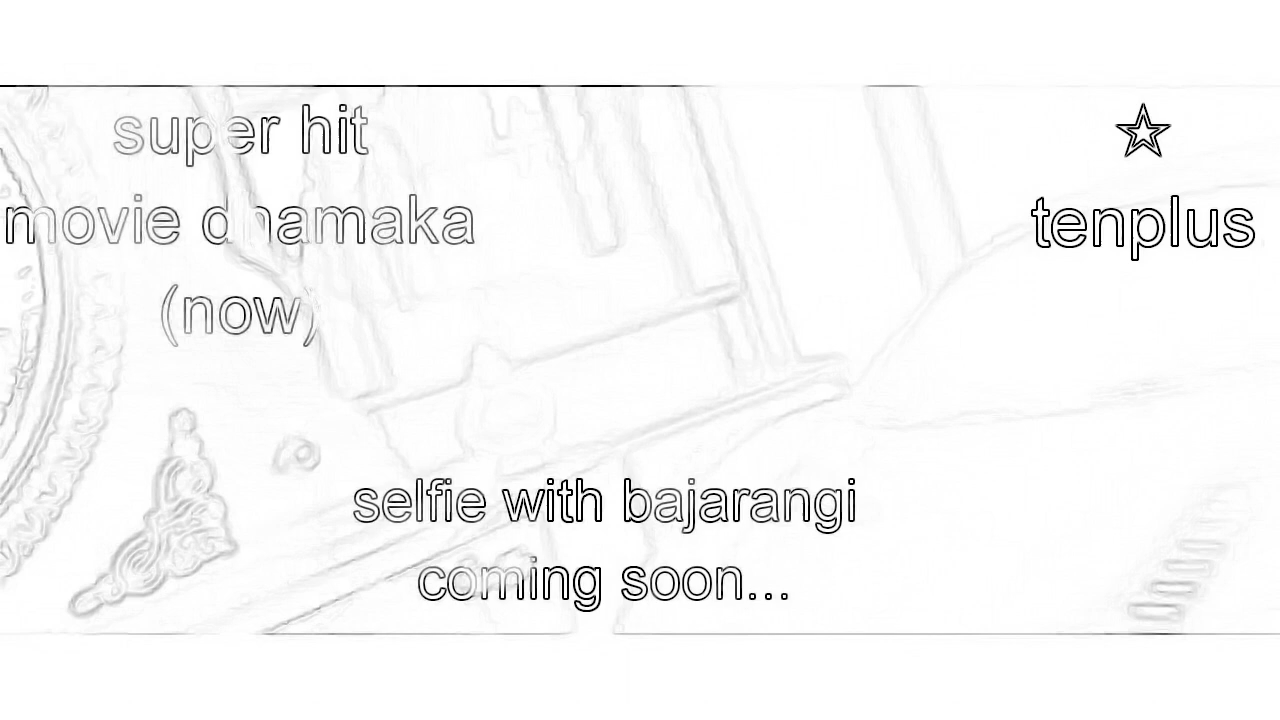 super hit
movie dhamaka
(now)
tenplus
selfie with bajarangi
coming soon...